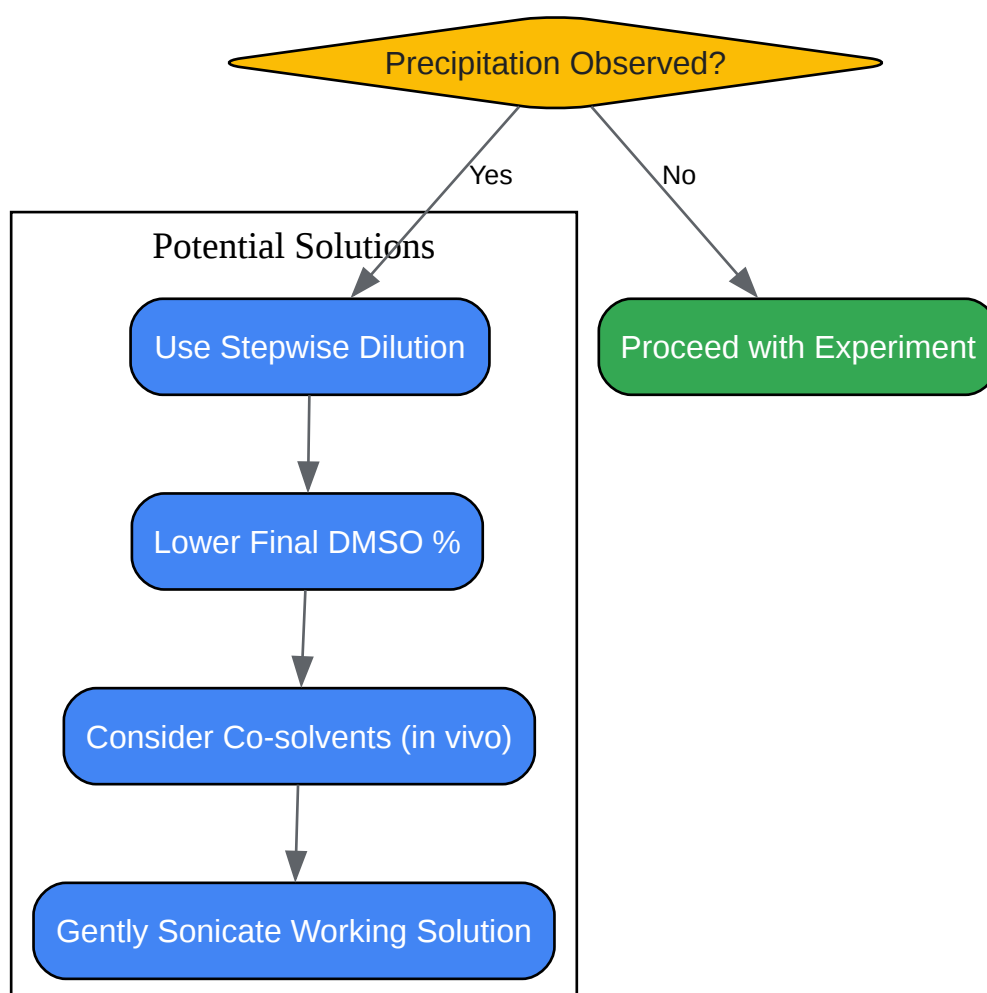 Precipitation Observed?
Yes
No
Potential Solutions
Use Stepwise Dilution
Proceed with Experiment
Lower Final DMSO %
Consider Co-solvents (in vivo)
Gently Sonicate Working Solution